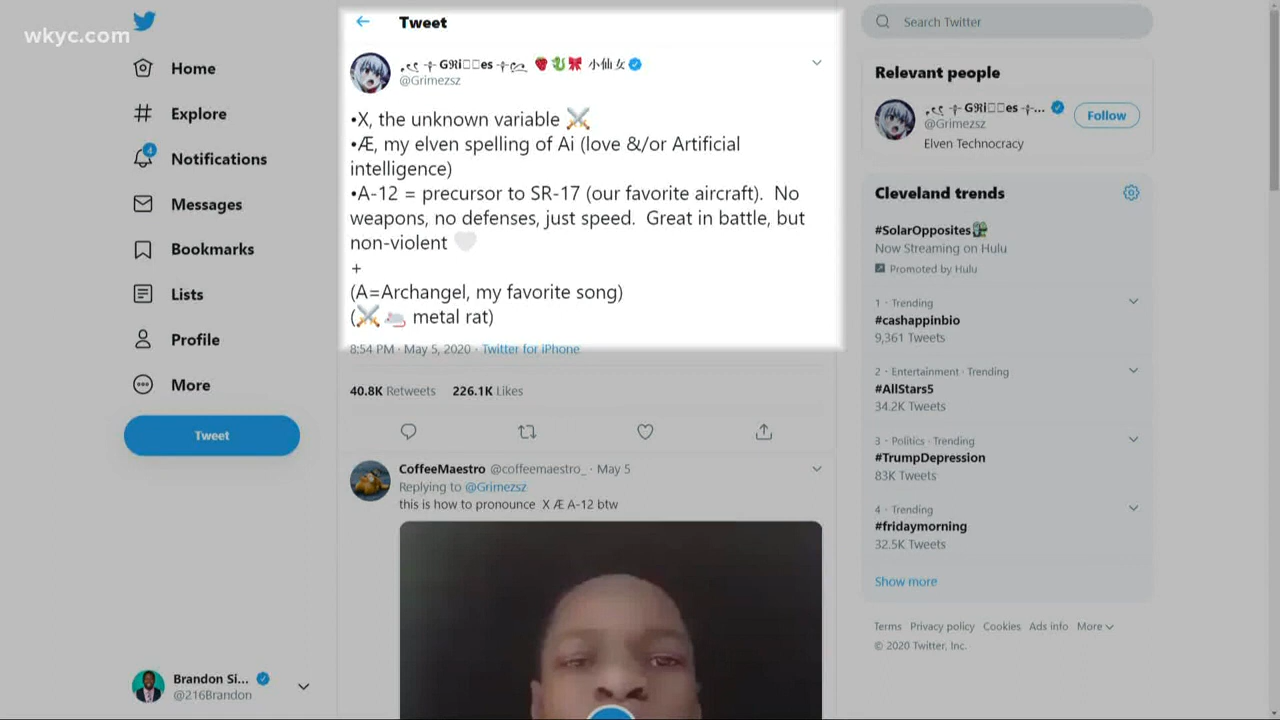 wkyc.com
Home
Explore
4
Notifications
Messages
Bookmarks
Lists
Profile
More
Tweet
Brandon Si...
@216Brandon
Tweet
Gℜi□□es 小仙女
@Grimezsz
•X, the unknown variable ⚔️
•Æ, my elven spelling of Ai (love &/or Artificial
intelligence)
•A-12 = precursor to SR-17 (our favorite aircraft). No
weapons, no defenses, just speed. Great in battle, but
non-violent 🤍
+
(A=Archangel, my favorite song)
(⚔️🐁 metal rat)
8:54 PM · May 5, 2020 · Twitter for iPhone
40.8K Retweets 226.1K Likes
CoffeeMaestro @coffeemaestro_ · May 5
Replying to @Grimezsz
this is how to pronounce X Æ A-12 btw
Search Twitter
Relevant people
Gℜi□□es
@Grimezsz
Follow
Elven Technocracy
Cleveland trends
#SolarOpposites
Now Streaming on Hulu
Promoted by Hulu
1 · Trending
#cashappinbio
9,361 Tweets
2 · Entertainment · Trending
#AllStars5
34.2K Tweets
3 · Politics · Trending
#TrumpDepression
83K Tweets
4 · Trending
#fridaymorning
32.5K Tweets
Show more
Terms Privacy policy Cookies Ads info More
© 2020 Twitter, Inc.